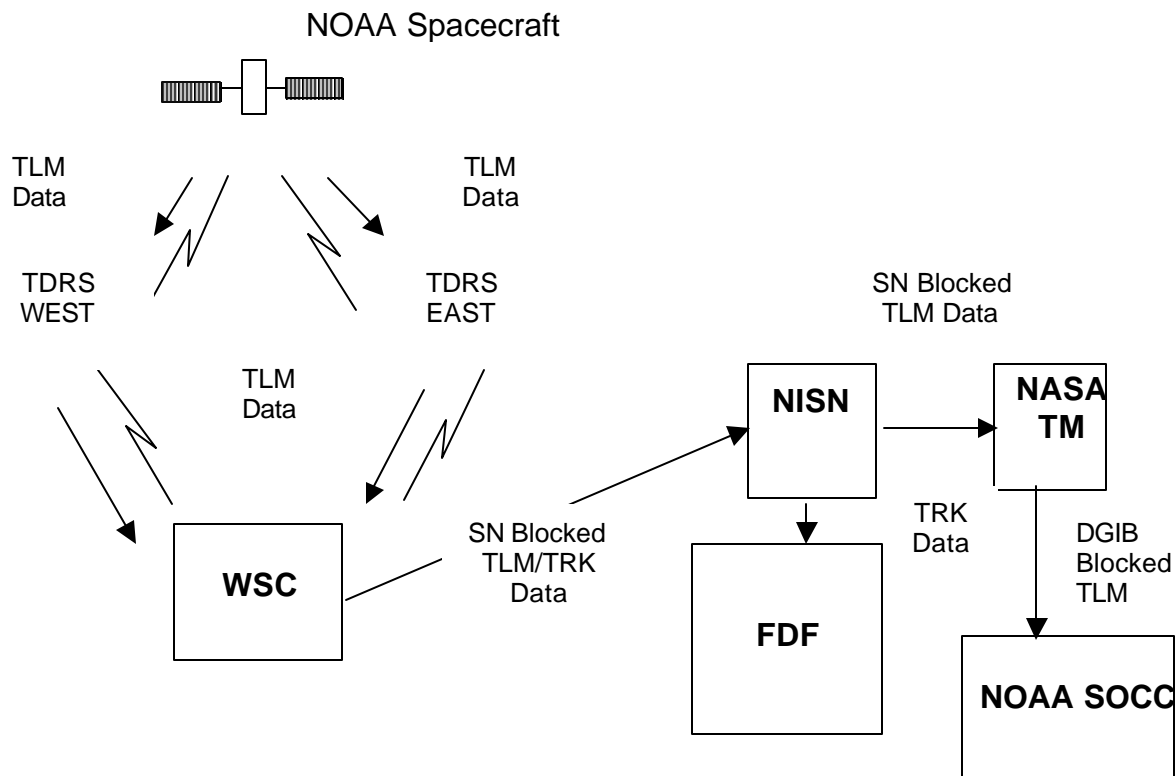 NOAA Spacecraft
TLM
Data
TLM
Data
TDRS
WEST
TDRS
EAST
SN Blocked
TLM Data
TLM
Data
NISN
NASA
TM
WSC
SN Blocked
TLM/TRK
Data
TRK
Data
DGIB
Blocked
TLM
FDF
NOAA SOCC